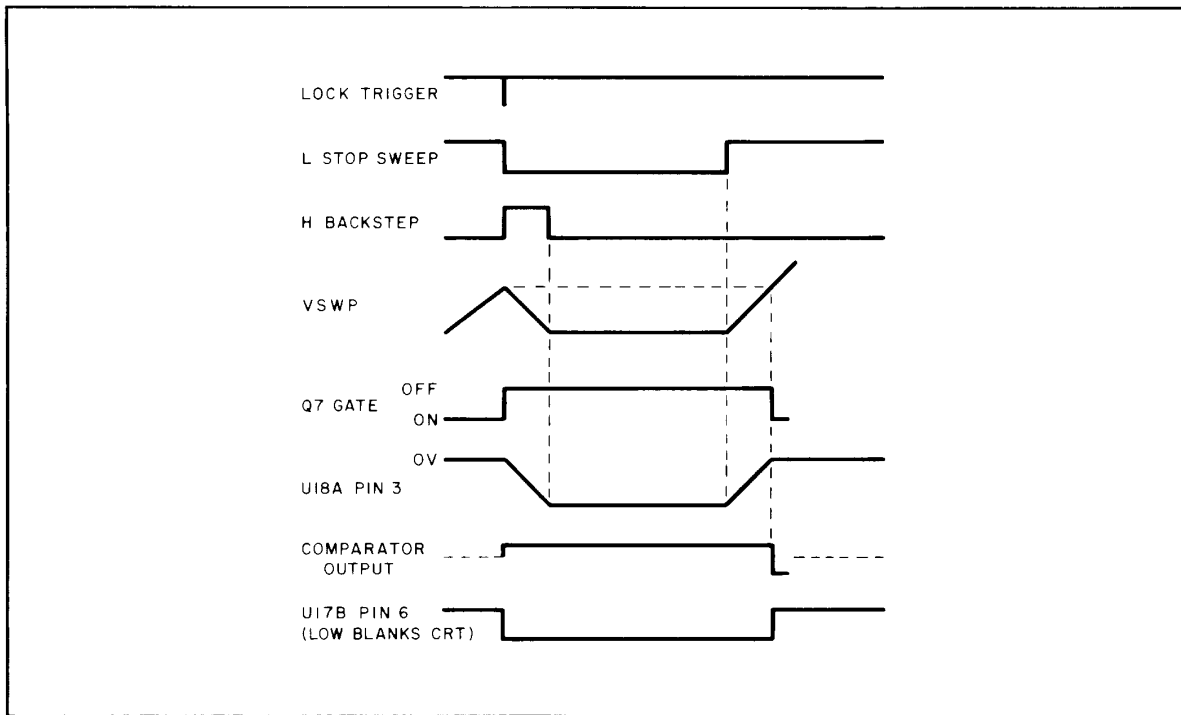 LOCK TRIGGER
L STOP SWEEP
H BACKSTEP
VSWP
OFF
Q7 GATE
ON
OV
U18A PIN 3
COMPARATOR
OUTPUT
U17B PIN 6
(LOW BLANKS CRT)